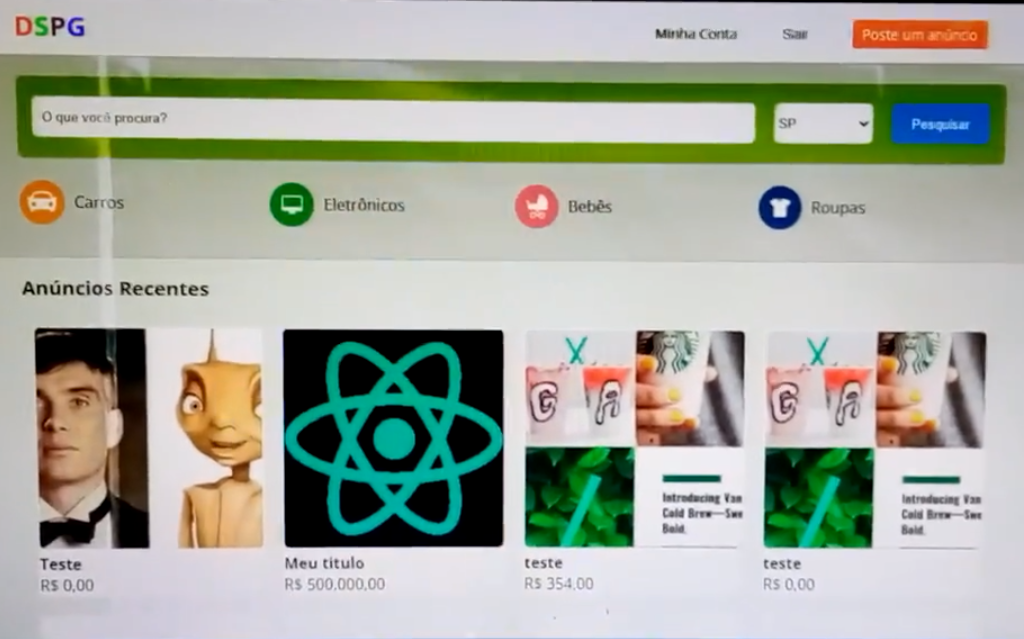 DSPG
Minha Conta
Sair
Poste um anúncio
O que você procura?
SP
Pesquisar
Carros
Eletrônicos
Bebês
Roupas
Anúncios Recentes
G A
Introducing Van
Cold Brew—Swe
Bold.
G A
Introducing Van
Cold Brew—Swe
Bold.
Teste
R$ 0,00
Meu titulo
R$ 500.000,00
teste
R$ 354,00
teste
R$ 0,00